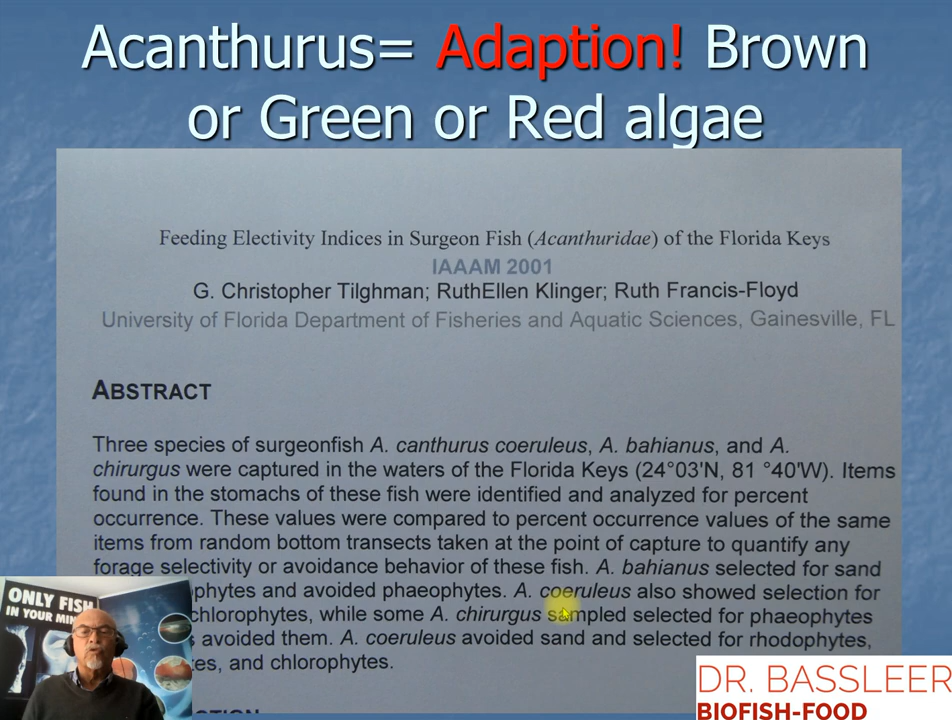 Acanthurus= Adaption! Brown
or Green or Red algae
Feeding Electivity Indices in Surgeon Fish (Acanthuridae) of the Florida Keys
IAAAM 2001
G. Christopher Tilghman; RuthEllen Klinger; Ruth Francis-Floyd
University of Florida Department of Fisheries and Aquatic Sciences, Gainesville, FL
ABSTRACT
Three species of surgeonfish A. canthurus coeruleus, A. bahianus, and A.
chirurgus were captured in the waters of the Florida Keys (24°03'N, 81 °40'W). Items
found in the stomachs of these fish were identified and analyzed for percent
occurrence. These values were compared to percent occurrence values of the same
items from random bottom transects taken at the point of capture to quantify any
forage selectivity or avoidance behavior of these fish. A. bahianus selected for sand
phytes and avoided phaeophytes. A. coeruleus also showed selection for
chlorophytes, while some A. chirurgus sampled selected for phaeophytes
avoided them. A. coeruleus avoided sand and selected for rhodophytes,
es, and chlorophytes.
ONLY FISH
IN YOUR MIN
DR. BASSLEER
BIOFISH-FOOD